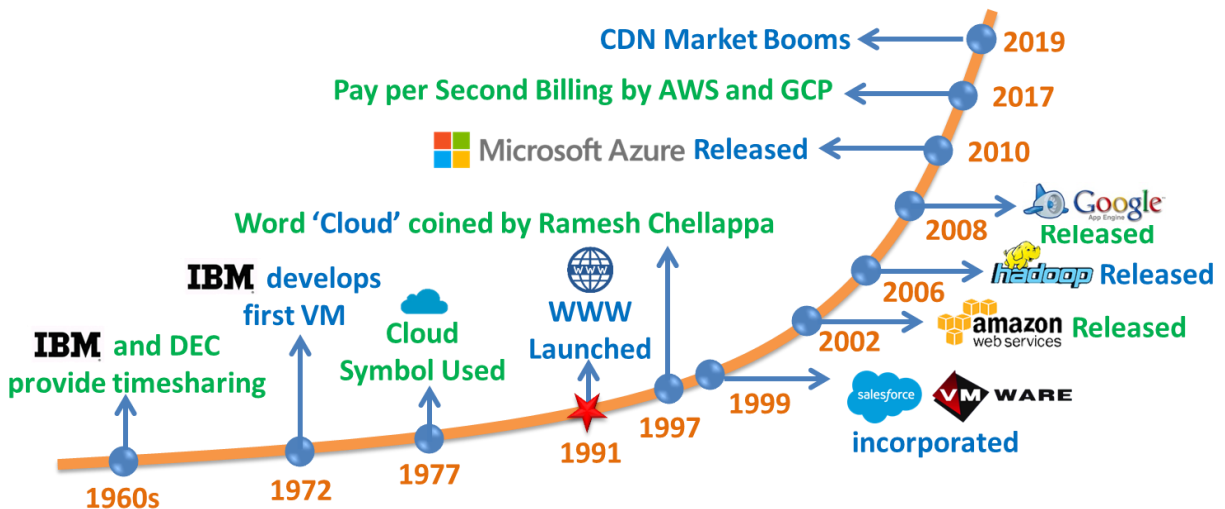 CDN Market Booms
2019
Pay per Second Billing by AWS and GCP
2017
Microsoft Azure Released
2010
Word ‘Cloud’ coined by Ramesh Chellappa
2008
Google
App Engine
Released
IBM develops
first VM
WWW
WWW
Launched
2006
hadoop Released
IBM and DEC
provide timesharing
Cloud
Symbol Used
2002
amazon
web services
Released
1960s
1972
1977
1991
1997
1999
salesforce
VM WARE
incorporated